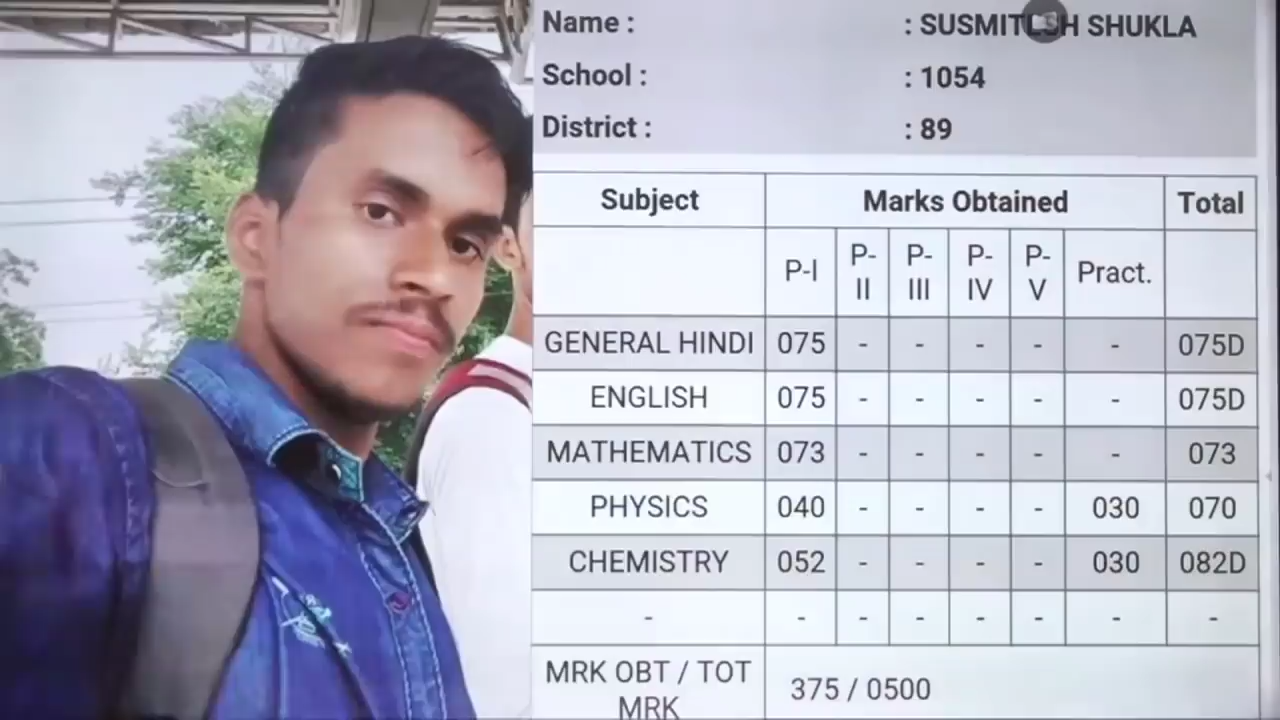 Name : : SUSMITLSH SHUKLA
School : : 1054
District : : 89
Subject Marks Obtained Total
P-I P-II P-III P-IV P-V Pract.
GENERAL HINDI 075 - - - - - 075D
ENGLISH 075 - - - - - 075D
MATHEMATICS 073 - - - - - 073
PHYSICS 040 - - - - 030 070
CHEMISTRY 052 - - - - 030 082D
- - - - - - - -
MRK OBT / TOT MRK 375 / 0500